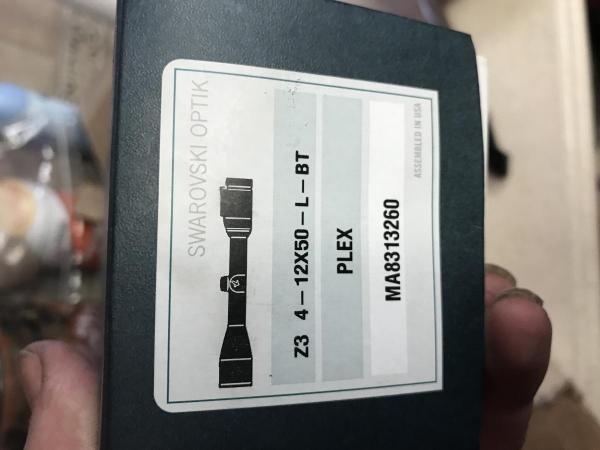 SWAROVSKI OPTIK
Z3 4–12X50–L–BT
PLEX
MA8313260
ASSEMBLED IN USA